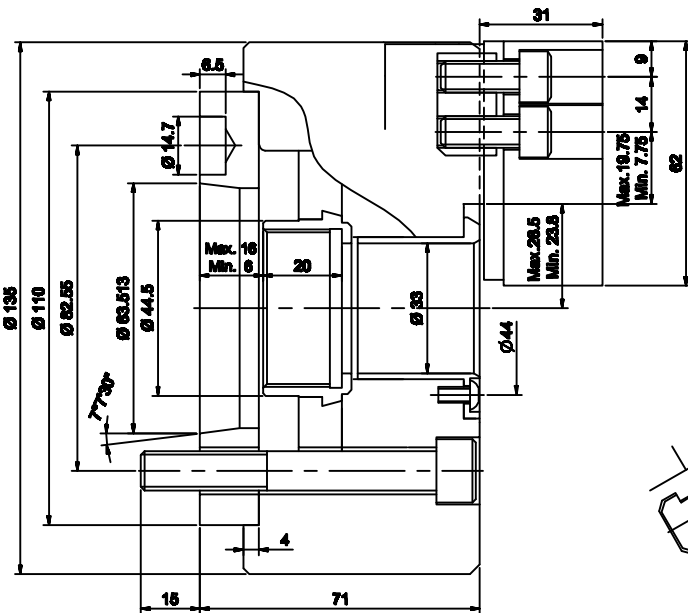 31
6.5
9
14
Max.19.75
Min. 7.75
62
Ø 14.7
Max. 16
Min. 6
20
Max.26.5
Min. 23.8
Ø 135
Ø 110
Ø 82.55
Ø 63.513
Ø 44.5
Ø 33
Ø44
7°7'30"
4
15
71